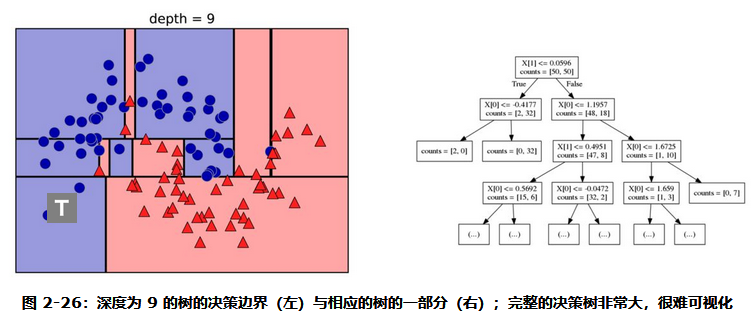 depth = 9
T
X[1] <= 0.0596
counts = [50, 50]
True
False
X[0] <= -0.4177
counts = [2, 32]
X[0] <= 1.1957
counts = [48, 18]
counts = [2, 0]
counts = [0, 32]
X[1] <= 0.4951
counts = [47, 8]
X[0] <= 1.6725
counts = [1, 10]
X[0] <= 0.5692
counts = [15, 6]
X[0] <= -0.0472
counts = [32, 2]
X[0] <= 1.659
counts = [1, 3]
counts = [0, 7]
(...)
(...)
(...)
(...)
(...)
(...)
图 2-26：深度为 9 的树的决策边界（左）与相应的树的一部分（右）；完整的决策树非常大，很难可视化